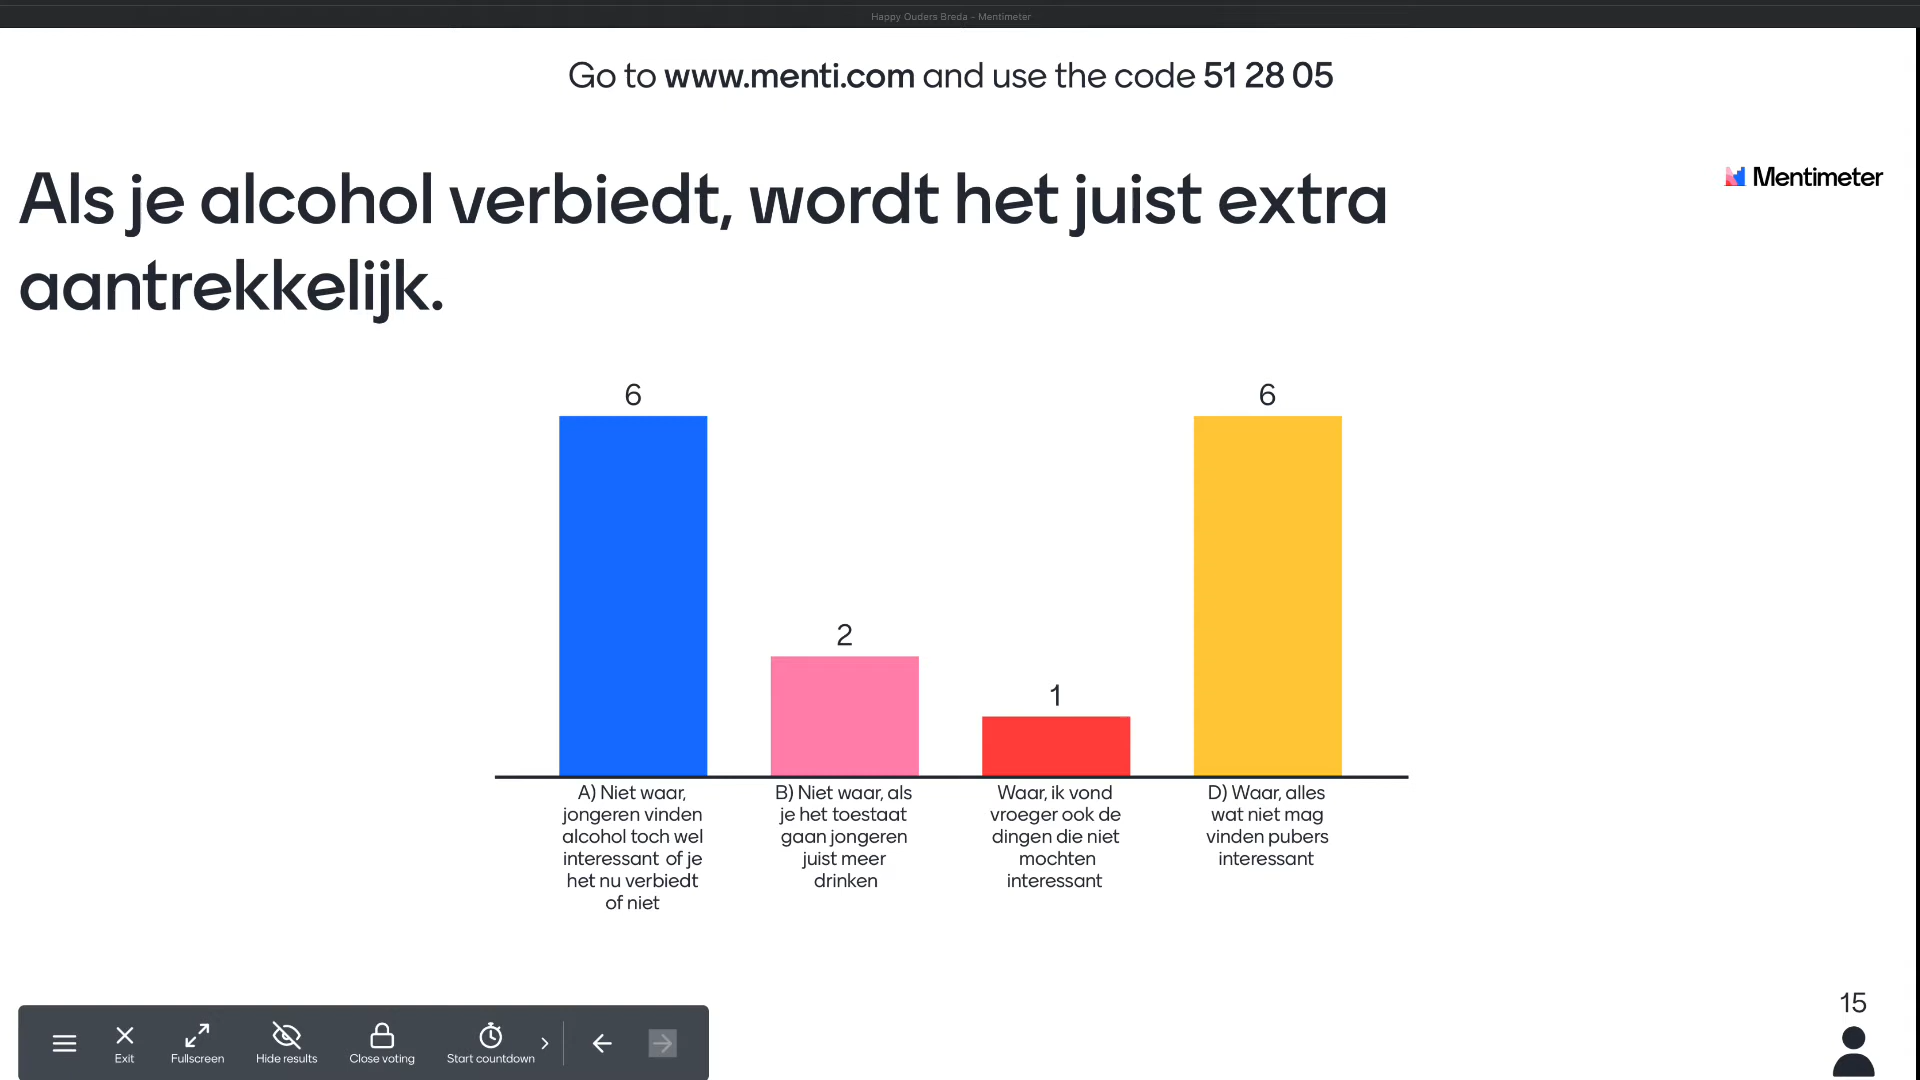 Happy Ouders Breda - Mentimeter
Go to www.menti.com and use the code 51 28 05
Als je alcohol verbiedt, wordt het juist extra
aantrekkelijk.
Mentimeter
6
2
1
6
A) Niet waar,
jongeren vinden
alcohol toch wel
interessant of je
het nu verbiedt
of niet
B) Niet waar, als
je het toestaat
gaan jongeren
juist meer
drinken
Waar, ik vond
vroeger ook de
dingen die niet
mochten
interessant
D) Waar, alles
wat niet mag
vinden pubers
interessant
15
Exit
Fullscreen
Hide results
Close voting
Start countdown